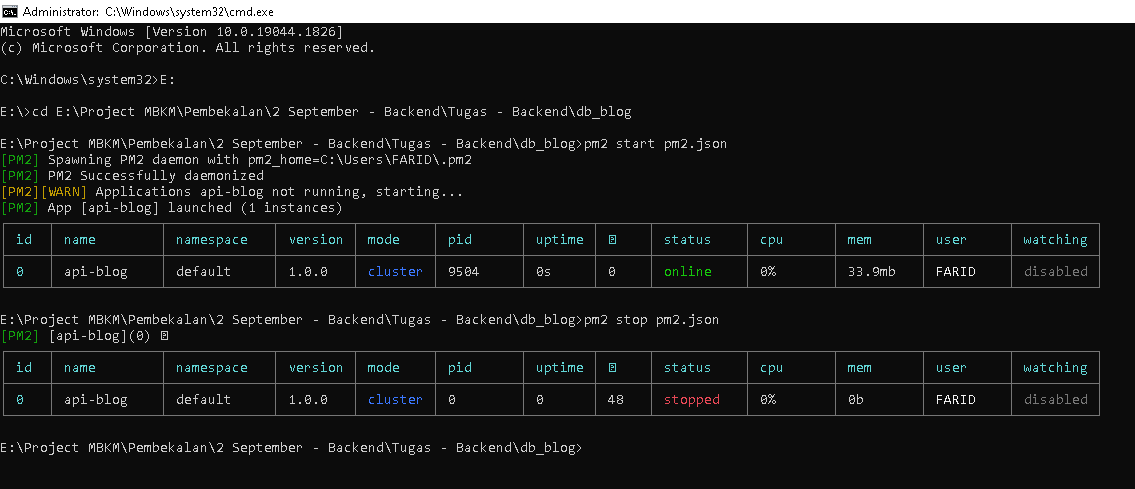 Administrator: C:\Windows\system32\cmd.exe
Microsoft Windows [Version 10.0.19044.1826]
(c) Microsoft Corporation. All rights reserved.
C:\Windows\system32>E:
E:\>cd E:\Project MBKM\Pembekalan\2 September - Backend\Tugas - Backend\db_blog
E:\Project MBKM\Pembekalan\2 September - Backend\Tugas - Backend\db_blog>pm2 start pm2.json
[PM2] Spawning PM2 daemon with pm2_home=C:\Users\FARID\.pm2
[PM2] PM2 Successfully daemonized
[PM2][WARN] Applications api-blog not running, starting...
[PM2] App [api-blog] launched (1 instances)
id name namespace version mode pid uptime status cpu mem user watching
0 api-blog default 1.0.0 cluster 9504 0s 0 online 0% 33.9mb FARID disabled
E:\Project MBKM\Pembekalan\2 September - Backend\Tugas - Backend\db_blog>pm2 stop pm2.json
[PM2] [api-blog](0)
id name namespace version mode pid uptime status cpu mem user watching
0 api-blog default 1.0.0 cluster 0 0 48 stopped 0% 0b FARID disabled
E:\Project MBKM\Pembekalan\2 September - Backend\Tugas - Backend\db_blog>